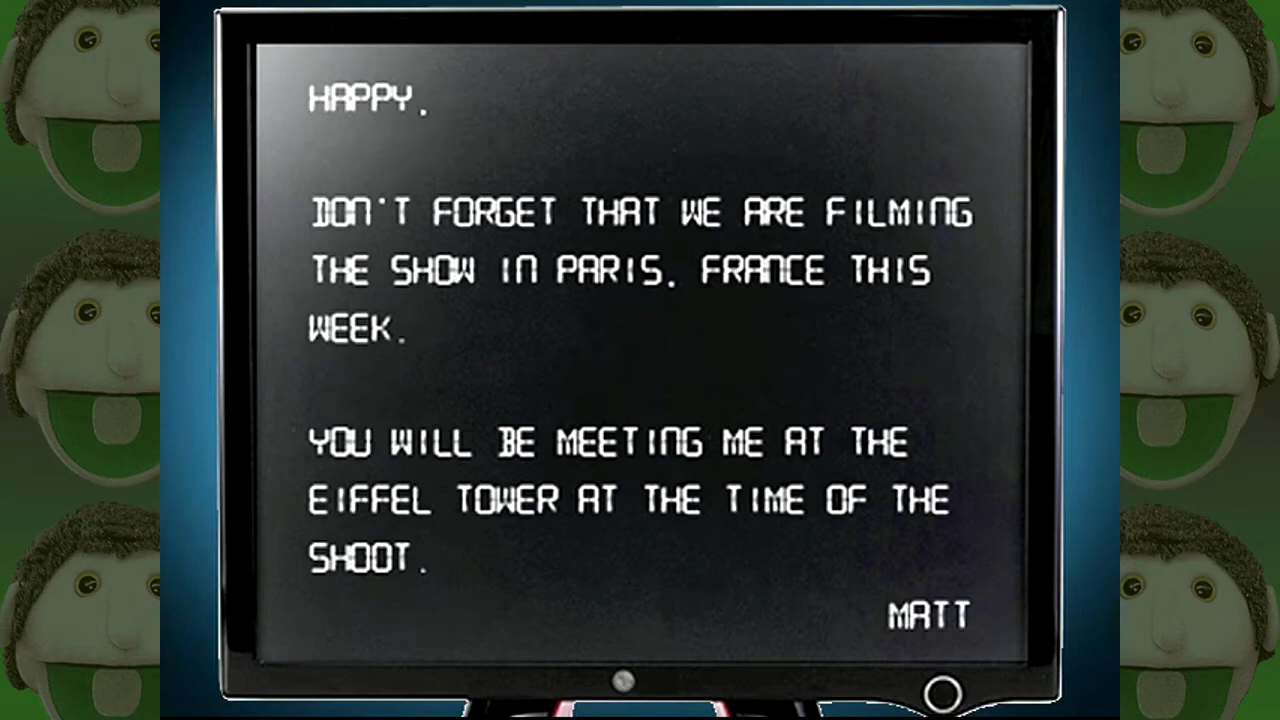 HAPPY,
DON'T FORGET THAT WE ARE FILMING
THE SHOW IN PARIS, FRANCE THIS
WEEK.
YOU WILL BE MEETING ME AT THE
EIFFEL TOWER AT THE TIME OF THE
SHOOT.
MATT